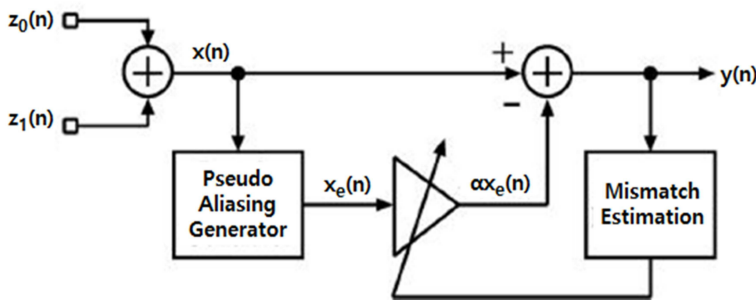 z₀(n)
x(n)
+
y(n)
z₁(n)
−
Pseudo
Aliasing
Generator
xₑ(n)
αxₑ(n)
Mismatch
Estimation